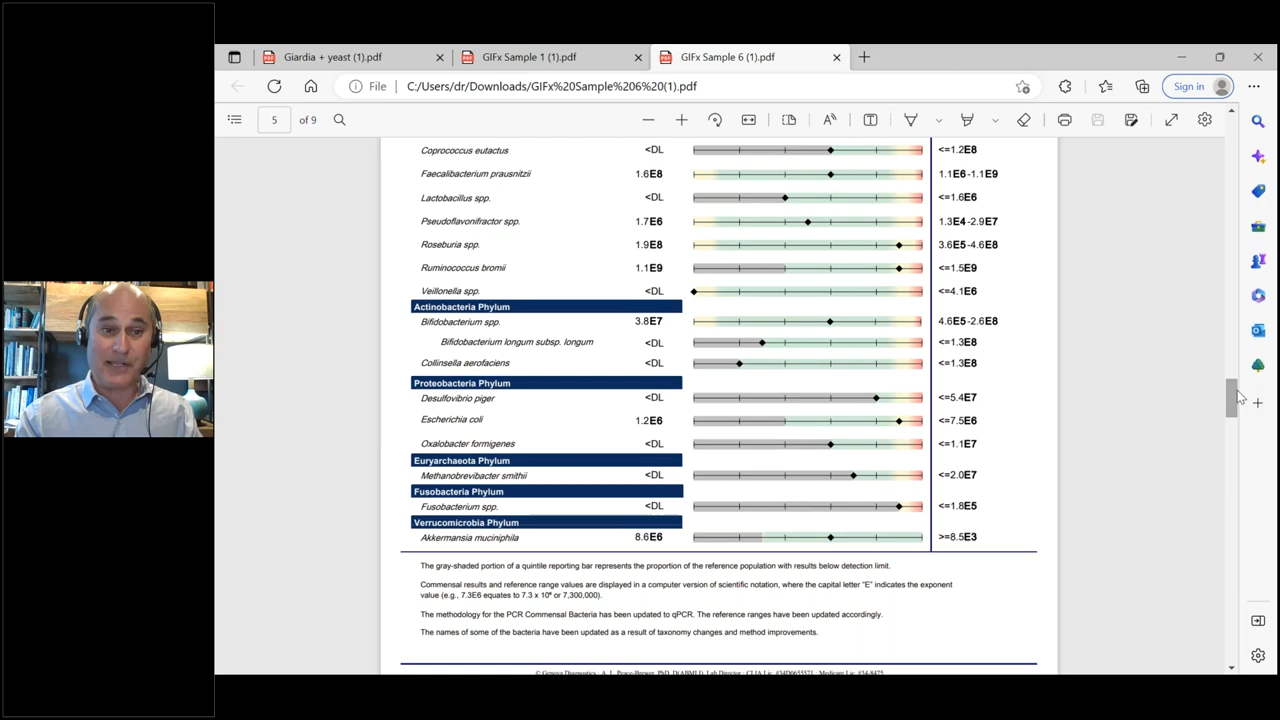 Giardia + yeast (1).pdf
GIFx Sample 1 (1).pdf
GIFx Sample 6 (1).pdf
File C:/Users/dr/Downloads/GIFx%20Sample%206%20(1).pdf
Sign in
5 of 9
Coprococcus eutactus <DL <=1.2E8
Faecalibacterium prausnitzii 1.6E8 1.1E6-1.1E9
Lactobacillus spp. <DL <=1.6E6
Pseudoflavonifractor spp. 1.7E6 1.3E4-2.9E7
Roseburia spp. 1.9E8 3.6E5-4.6E8
Ruminococcus bromii 1.1E9 <=1.5E9
Veillonella spp. <DL <=4.1E6
Actinobacteria Phylum
Bifidobacterium spp. 3.8E7 4.6E5-2.6E8
Bifidobacterium longum subsp. longum <DL <=1.3E8
Collinsella aerofaciens <DL <=1.3E8
Proteobacteria Phylum
Desulfovibrio piger <DL <=5.4E7
Escherichia coli 1.2E6 <=7.5E6
Oxalobacter formigenes <DL <=1.1E7
Euryarchaeota Phylum
Methanobrevibacter smithii <DL <=2.0E7
Fusobacteria Phylum
Fusobacterium spp. <DL <=1.8E5
Verrucomicrobia Phylum
Akkermansia muciniphila 8.6E6 >=8.5E3
The gray-shaded portion of a quintile reporting bar represents the proportion of the reference population with results below detection limit.
Commensal results and reference range values are displayed in a computer version of scientific notation, where the capital letter "E" indicates the exponent
value (e.g., 7.3E6 equates to 7.3 x 10⁶ or 7,300,000).
The methodology for the PCR Commensal Bacteria has been updated to qPCR. The reference ranges have been updated accordingly.
The names of some of the bacteria have been updated as a result of taxonomy changes and method improvements.